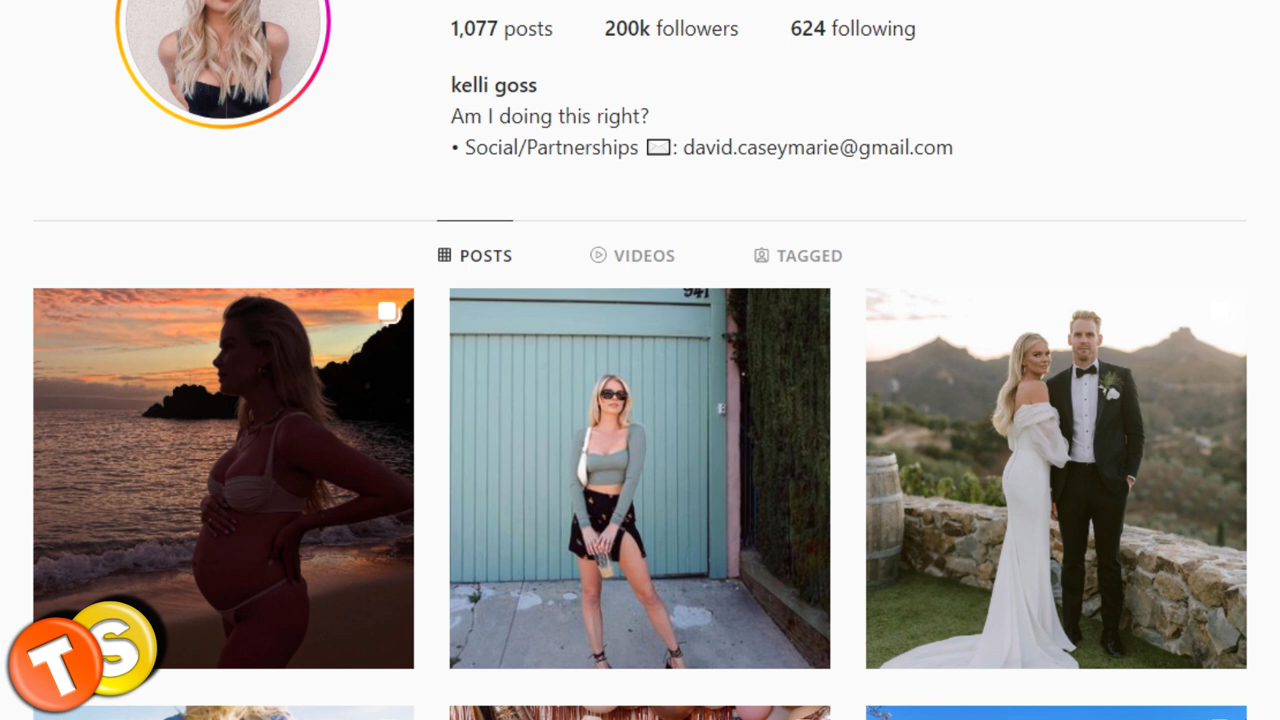 1,077 posts 200k followers 624 following
kelli goss
Am I doing this right?
• Social/Partnerships ✉: david.caseymarie@gmail.com
POSTS VIDEOS TAGGED
941
TS